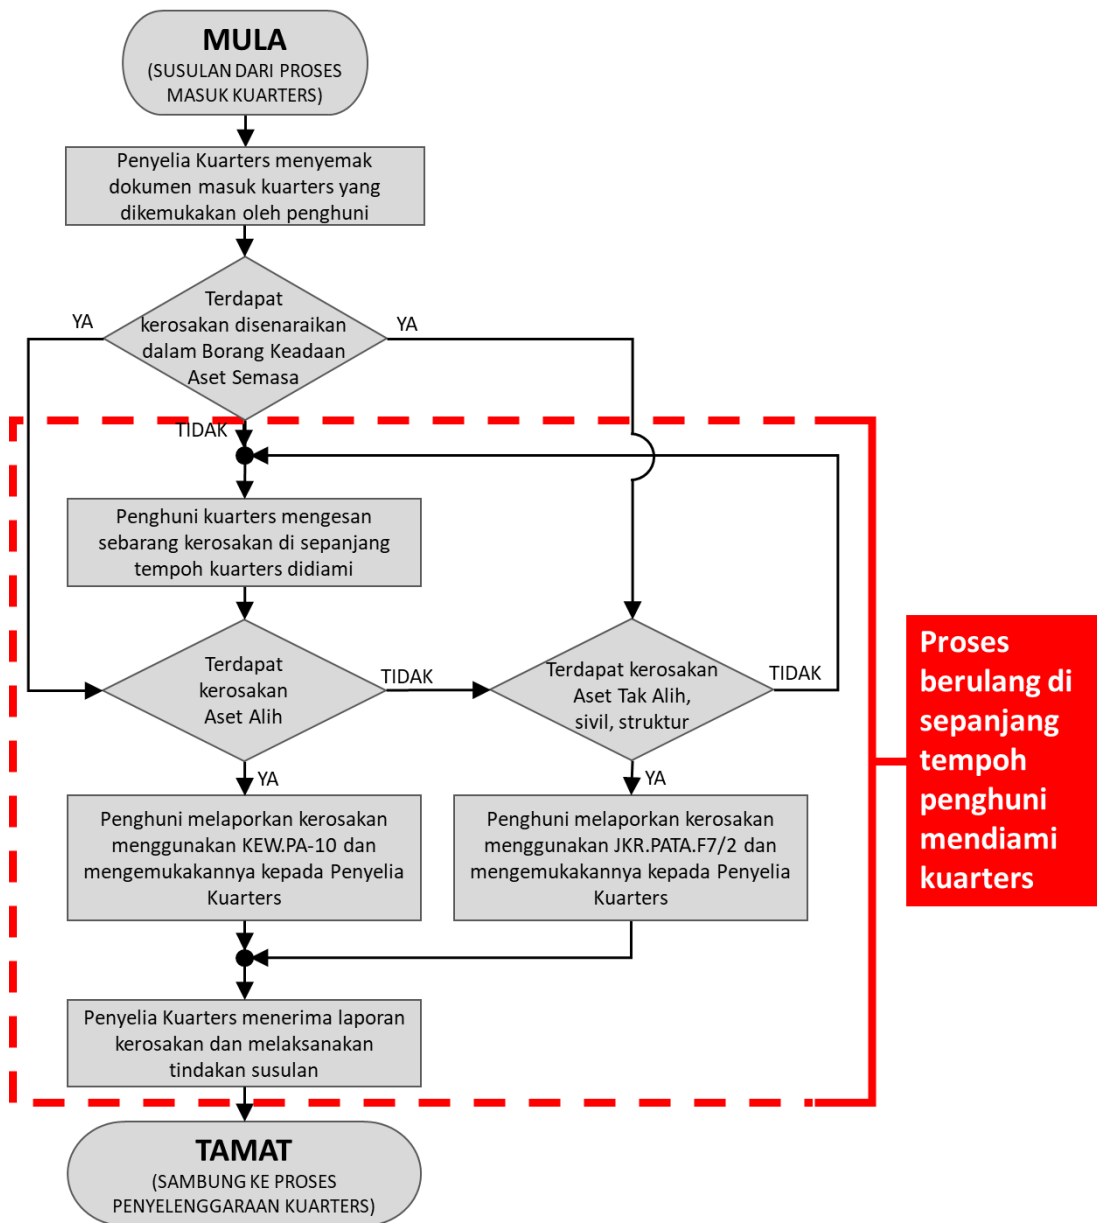 MULA
(SUSULAN DARI PROSES
MASUK KUARTERS)
Penyelia Kuarters menyemak
dokumen masuk kuarters yang
dikemukakan oleh penghuni
Terdapat
kerosakan disenaraikan
dalam Borang Keadaan
Aset Semasa
YA
YA
TIDAK
Penghuni kuarters mengesan
sebarang kerosakan di sepanjang
tempoh kuarters didiami
Terdapat
kerosakan
Aset Alih
TIDAK
Terdapat kerosakan
Aset Tak Alih,
sivil, struktur
TIDAK
YA
YA
Penghuni melaporkan kerosakan
menggunakan KEW.PA-10 dan
mengemukakannya kepada Penyelia
Kuarters
Penghuni melaporkan kerosakan
menggunakan JKR.PATA.F7/2 dan
mengemukakannya kepada Penyelia
Kuarters
Penyelia Kuarters menerima laporan
kerosakan dan melaksanakan
tindakan susulan
TAMAT
(SAMBUNG KE PROSES
PENYELENGGARAAN KUARTERS)
Proses
berulang di
sepanjang
tempoh
penghuni
mendiami
kuarters